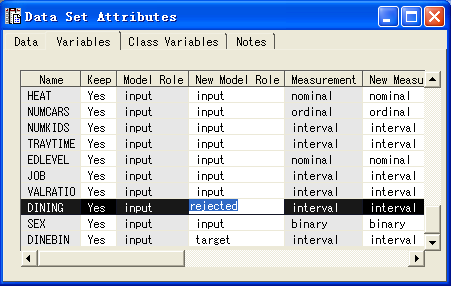 Data Set Attributes
Data Variables Class Variables Notes
Name Keep Model Role New Model Role Measurement New Measu
HEAT Yes input input nominal nominal
NUMCARS Yes input input ordinal ordinal
NUMKIDS Yes input input interval interval
TRAVTIME Yes input input interval interval
EDLEVEL Yes input input nominal nominal
JOB Yes input input interval interval
VALRATIO Yes input input interval interval
DINING Yes input rejected interval interval
SEX Yes input input binary binary
DINEBIN Yes input target interval interval